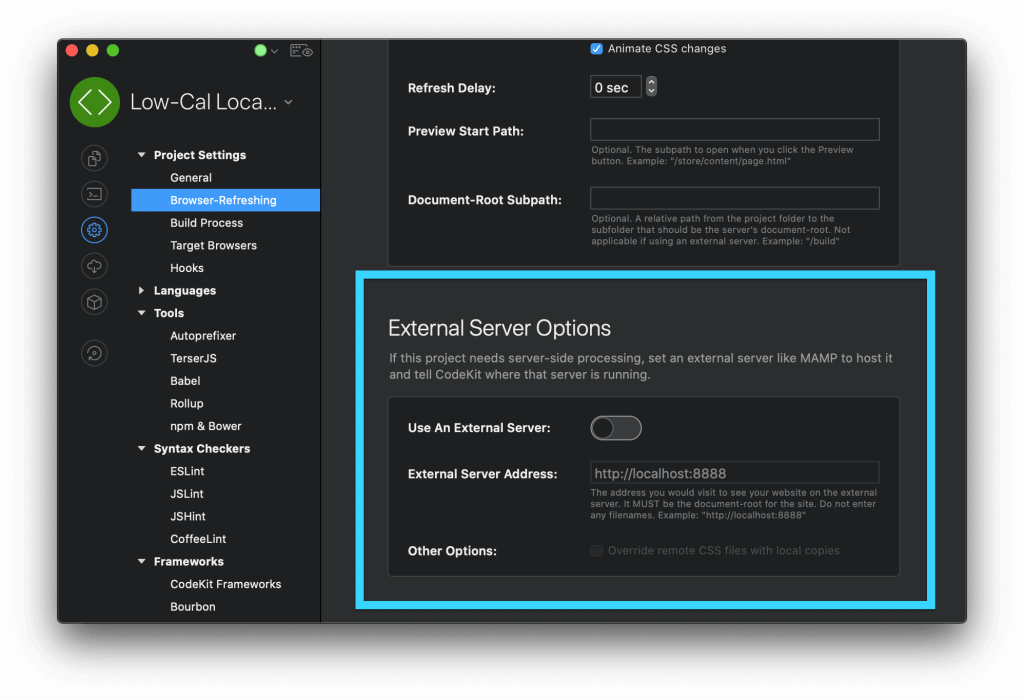 Low-Cal Loca...
Project Settings
General
Browser-Refreshing
Build Process
Target Browsers
Hooks
Languages
Tools
Autoprefixer
TerserJS
Babel
Rollup
npm & Bower
Syntax Checkers
ESLint
JSLint
JSHint
CoffeeLint
Frameworks
CodeKit Frameworks
Bourbon
Animate CSS changes
Refresh Delay:
0 sec
Preview Start Path:
Optional. The subpath to open when you click the Preview
button. Example: "/store/content/page.html"
Document-Root Subpath:
Optional. A relative path from the project folder to the
subfolder that should be the server's document-root. Not
applicable if using an external server. Example: "/build"
External Server Options
If this project needs server-side processing, set an external server like MAMP to host it
and tell CodeKit where that server is running.
Use An External Server:
External Server Address:
http://localhost:8888
The address you would visit to see your website on the external
server. It MUST be the document-root for the site. Do not enter
any filenames. Example: "http://localhost:8888"
Other Options:
Override remote CSS files with local copies